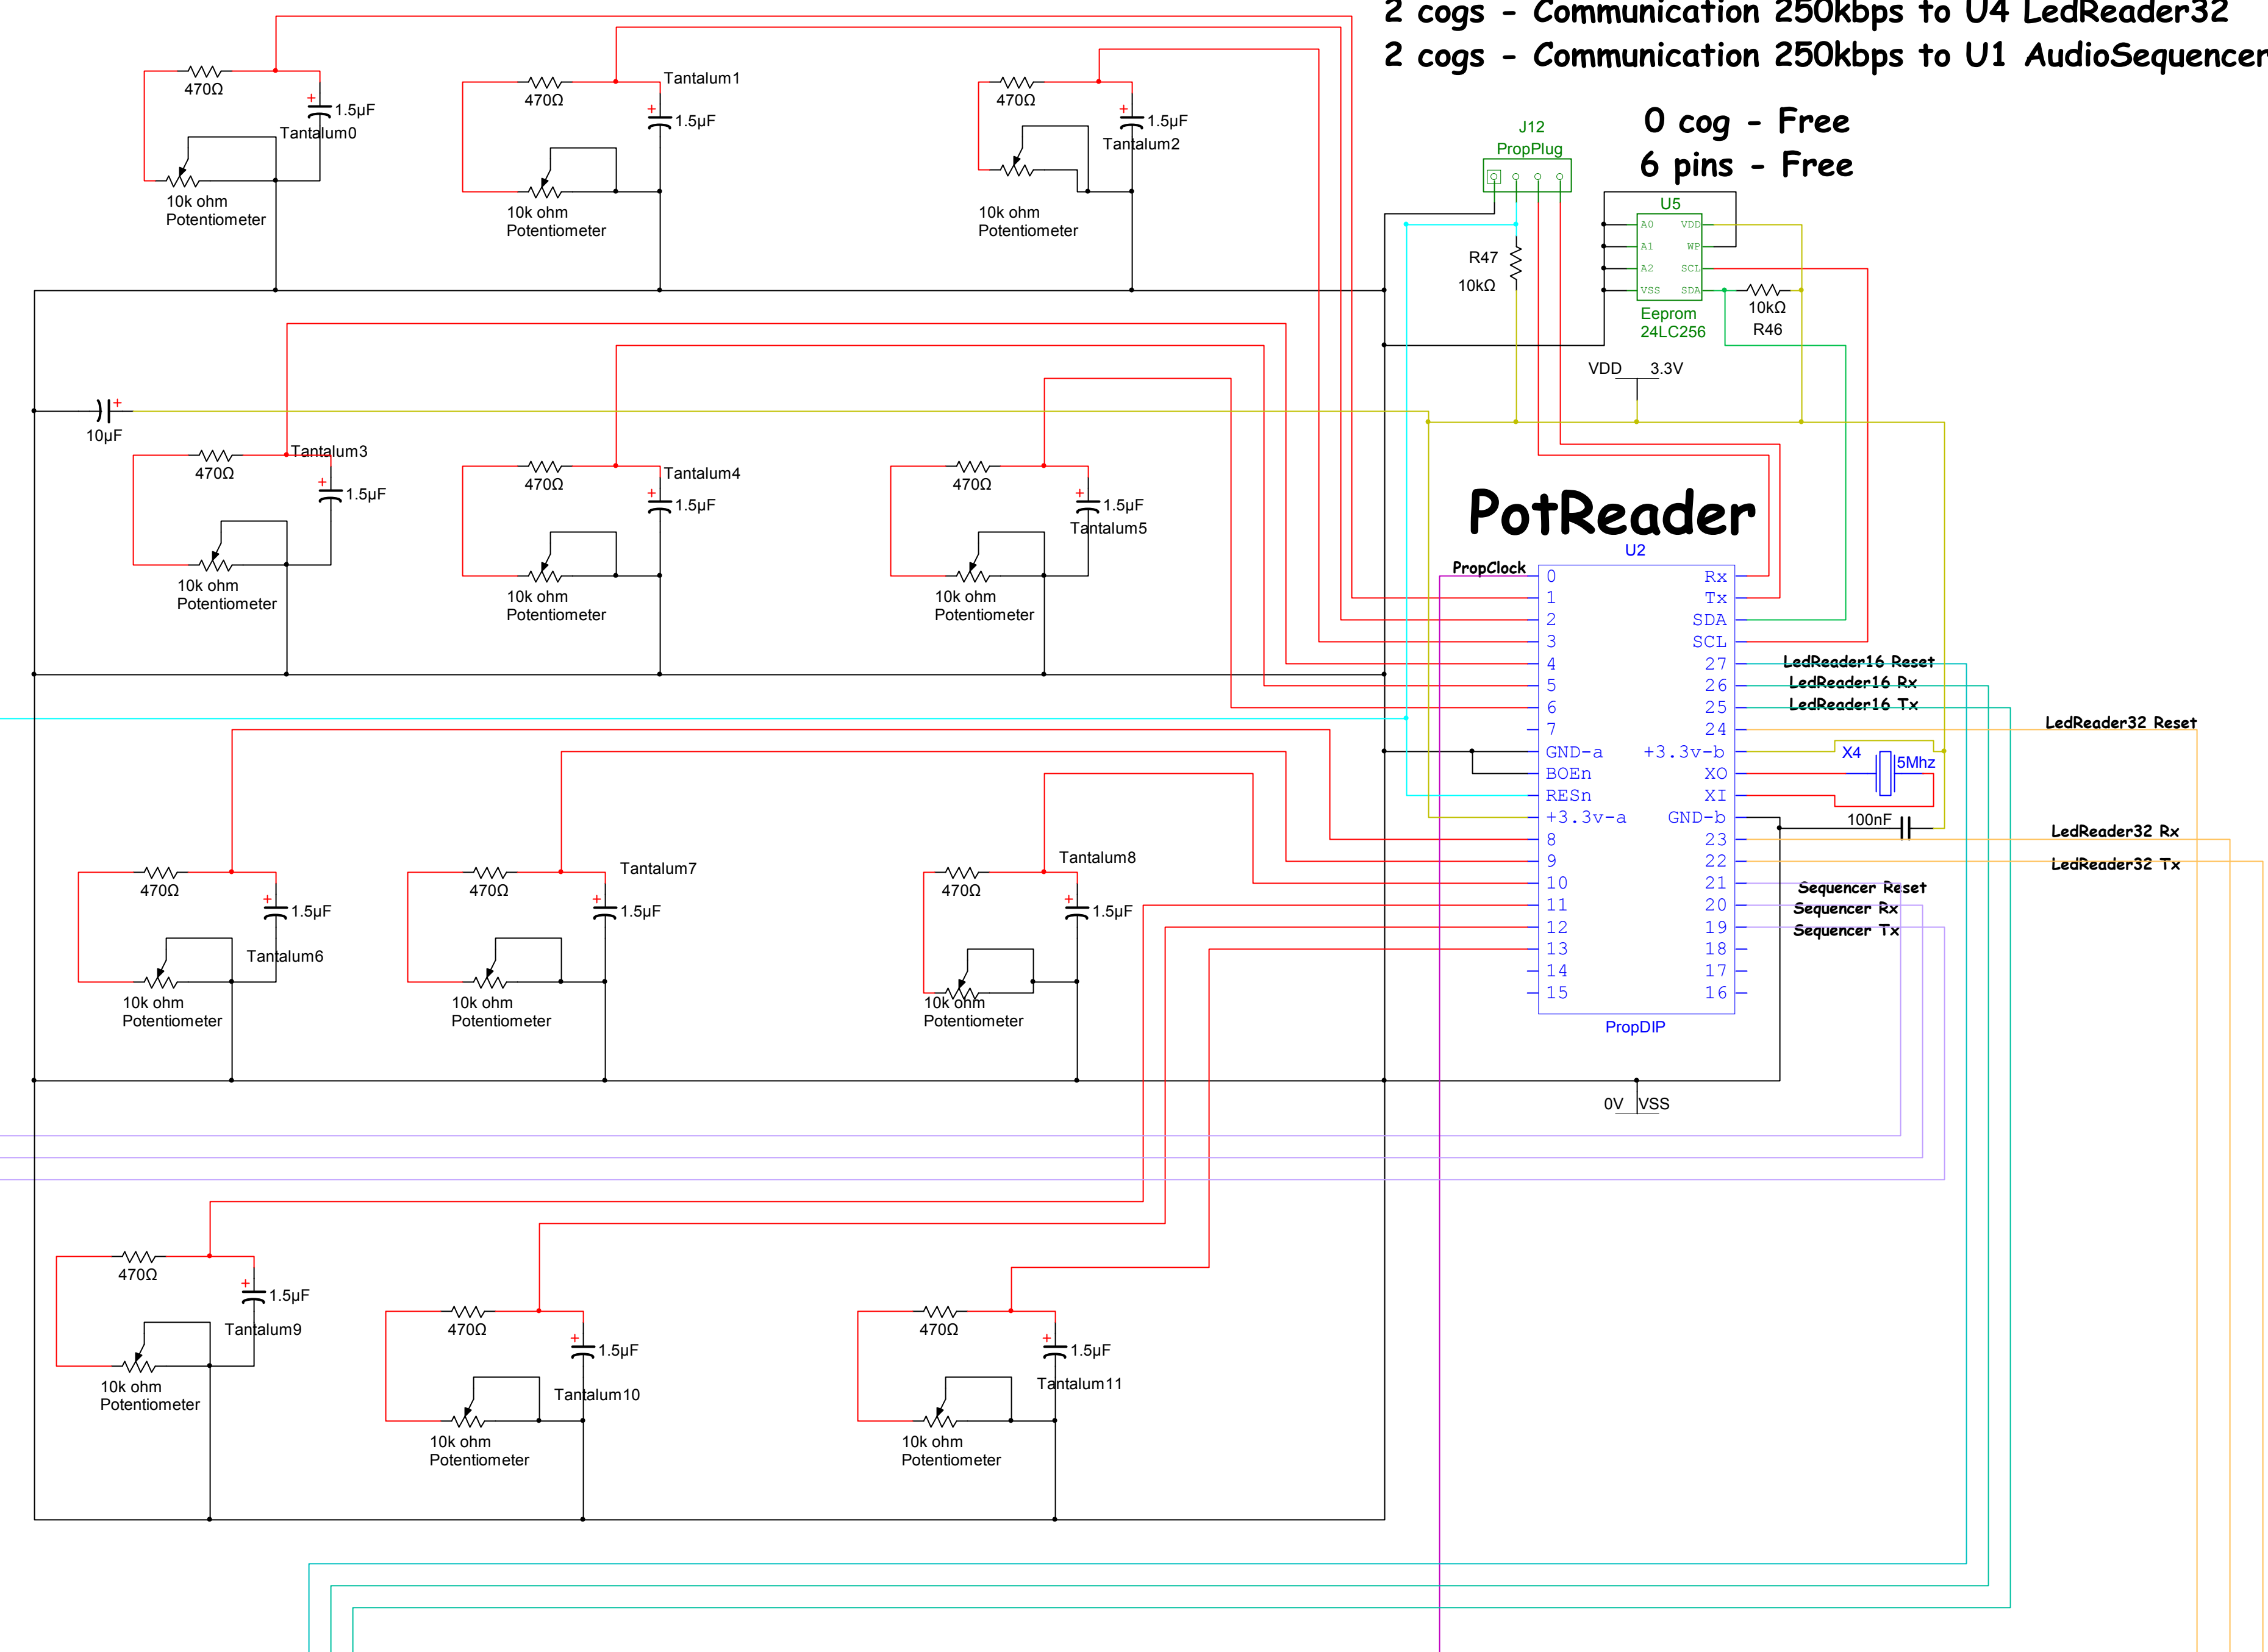 2 cogs - Communication 250kbps to U4 LedReader32
2 cogs - Communication 250kbps to U1 AudioSequencer
0 cog - Free
6 pins - Free
470Ω
+
1.5µF
Tantalum0
10k ohm
Potentiometer
Tantalum1
470Ω
+
1.5µF
10k ohm
Potentiometer
470Ω
+
1.5µF
Tantalum2
10k ohm
Potentiometer
J12
PropPlug
R47
10kΩ
U5
A0 VDD
A1 WP
A2 SCL
VSS SDA
Eeprom
24LC256
10kΩ
R46
VDD 3.3V
+
10µF
Tantalum3
470Ω
+
1.5µF
10k ohm
Potentiometer
Tantalum4
470Ω
+
1.5µF
10k ohm
Potentiometer
470Ω
+
1.5µF
Tantalum5
10k ohm
Potentiometer
PotReader
U2
PropClock
0 Rx
1 Tx
2 SDA
3 SCL
4 27
5 26
6 25
7 24
GND-a +3.3v-b
BOEn XO
RESn XI
+3.3v-a GND-b
8 23
9 22
10 21
11 20
12 19
13 18
14 17
15 16
PropDIP
LedReader16 Reset
LedReader16 Rx
LedReader16 Tx
LedReader32 Reset
X4
5Mhz
100nF
LedReader32 Rx
LedReader32 Tx
Sequencer Reset
Sequencer Rx
Sequencer Tx
470Ω
+
1.5µF
Tantalum6
10k ohm
Potentiometer
Tantalum7
470Ω
+
1.5µF
10k ohm
Potentiometer
Tantalum8
470Ω
+
1.5µF
10k ohm
Potentiometer
0V VSS
470Ω
+
1.5µF
Tantalum9
10k ohm
Potentiometer
470Ω
+
1.5µF
Tantalum10
10k ohm
Potentiometer
470Ω
+
1.5µF
Tantalum11
10k ohm
Potentiometer